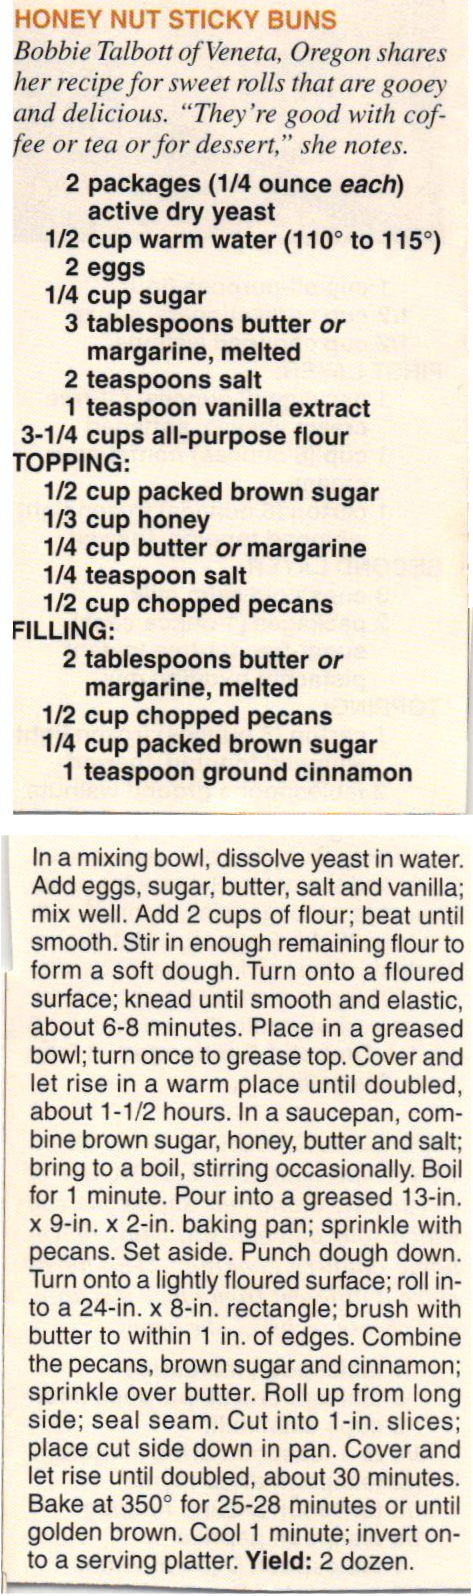 HONEY NUT STICKY BUNS
Bobbie Talbott of Veneta, Oregon shares
her recipe for sweet rolls that are gooey
and delicious. “They’re good with cof-
fee or tea or for dessert,” she notes.
2 packages (1/4 ounce each)
active dry yeast
1/2 cup warm water (110° to 115°)
2 eggs
1/4 cup sugar
3 tablespoons butter or
margarine, melted
2 teaspoons salt
1 teaspoon vanilla extract
3-1/4 cups all-purpose flour
TOPPING:
1/2 cup packed brown sugar
1/3 cup honey
1/4 cup butter or margarine
1/4 teaspoon salt
1/2 cup chopped pecans
FILLING:
2 tablespoons butter or
margarine, melted
1/2 cup chopped pecans
1/4 cup packed brown sugar
1 teaspoon ground cinnamon
In a mixing bowl, dissolve yeast in water.
Add eggs, sugar, butter, salt and vanilla;
mix well. Add 2 cups of flour; beat until
smooth. Stir in enough remaining flour to
form a soft dough. Turn onto a floured
surface; knead until smooth and elastic,
about 6-8 minutes. Place in a greased
bowl; turn once to grease top. Cover and
let rise in a warm place until doubled,
about 1-1/2 hours. In a saucepan, com-
bine brown sugar, honey, butter and salt;
bring to a boil, stirring occasionally. Boil
for 1 minute. Pour into a greased 13-in.
x 9-in. x 2-in. baking pan; sprinkle with
pecans. Set aside. Punch dough down.
Turn onto a lightly floured surface; roll in-
to a 24-in. x 8-in. rectangle; brush with
butter to within 1 in. of edges. Combine
the pecans, brown sugar and cinnamon;
sprinkle over butter. Roll up from long
side; seal seam. Cut into 1-in. slices;
place cut side down in pan. Cover and
let rise until doubled, about 30 minutes.
Bake at 350° for 25-28 minutes or until
golden brown. Cool 1 minute; invert on-
to a serving platter. Yield: 2 dozen.